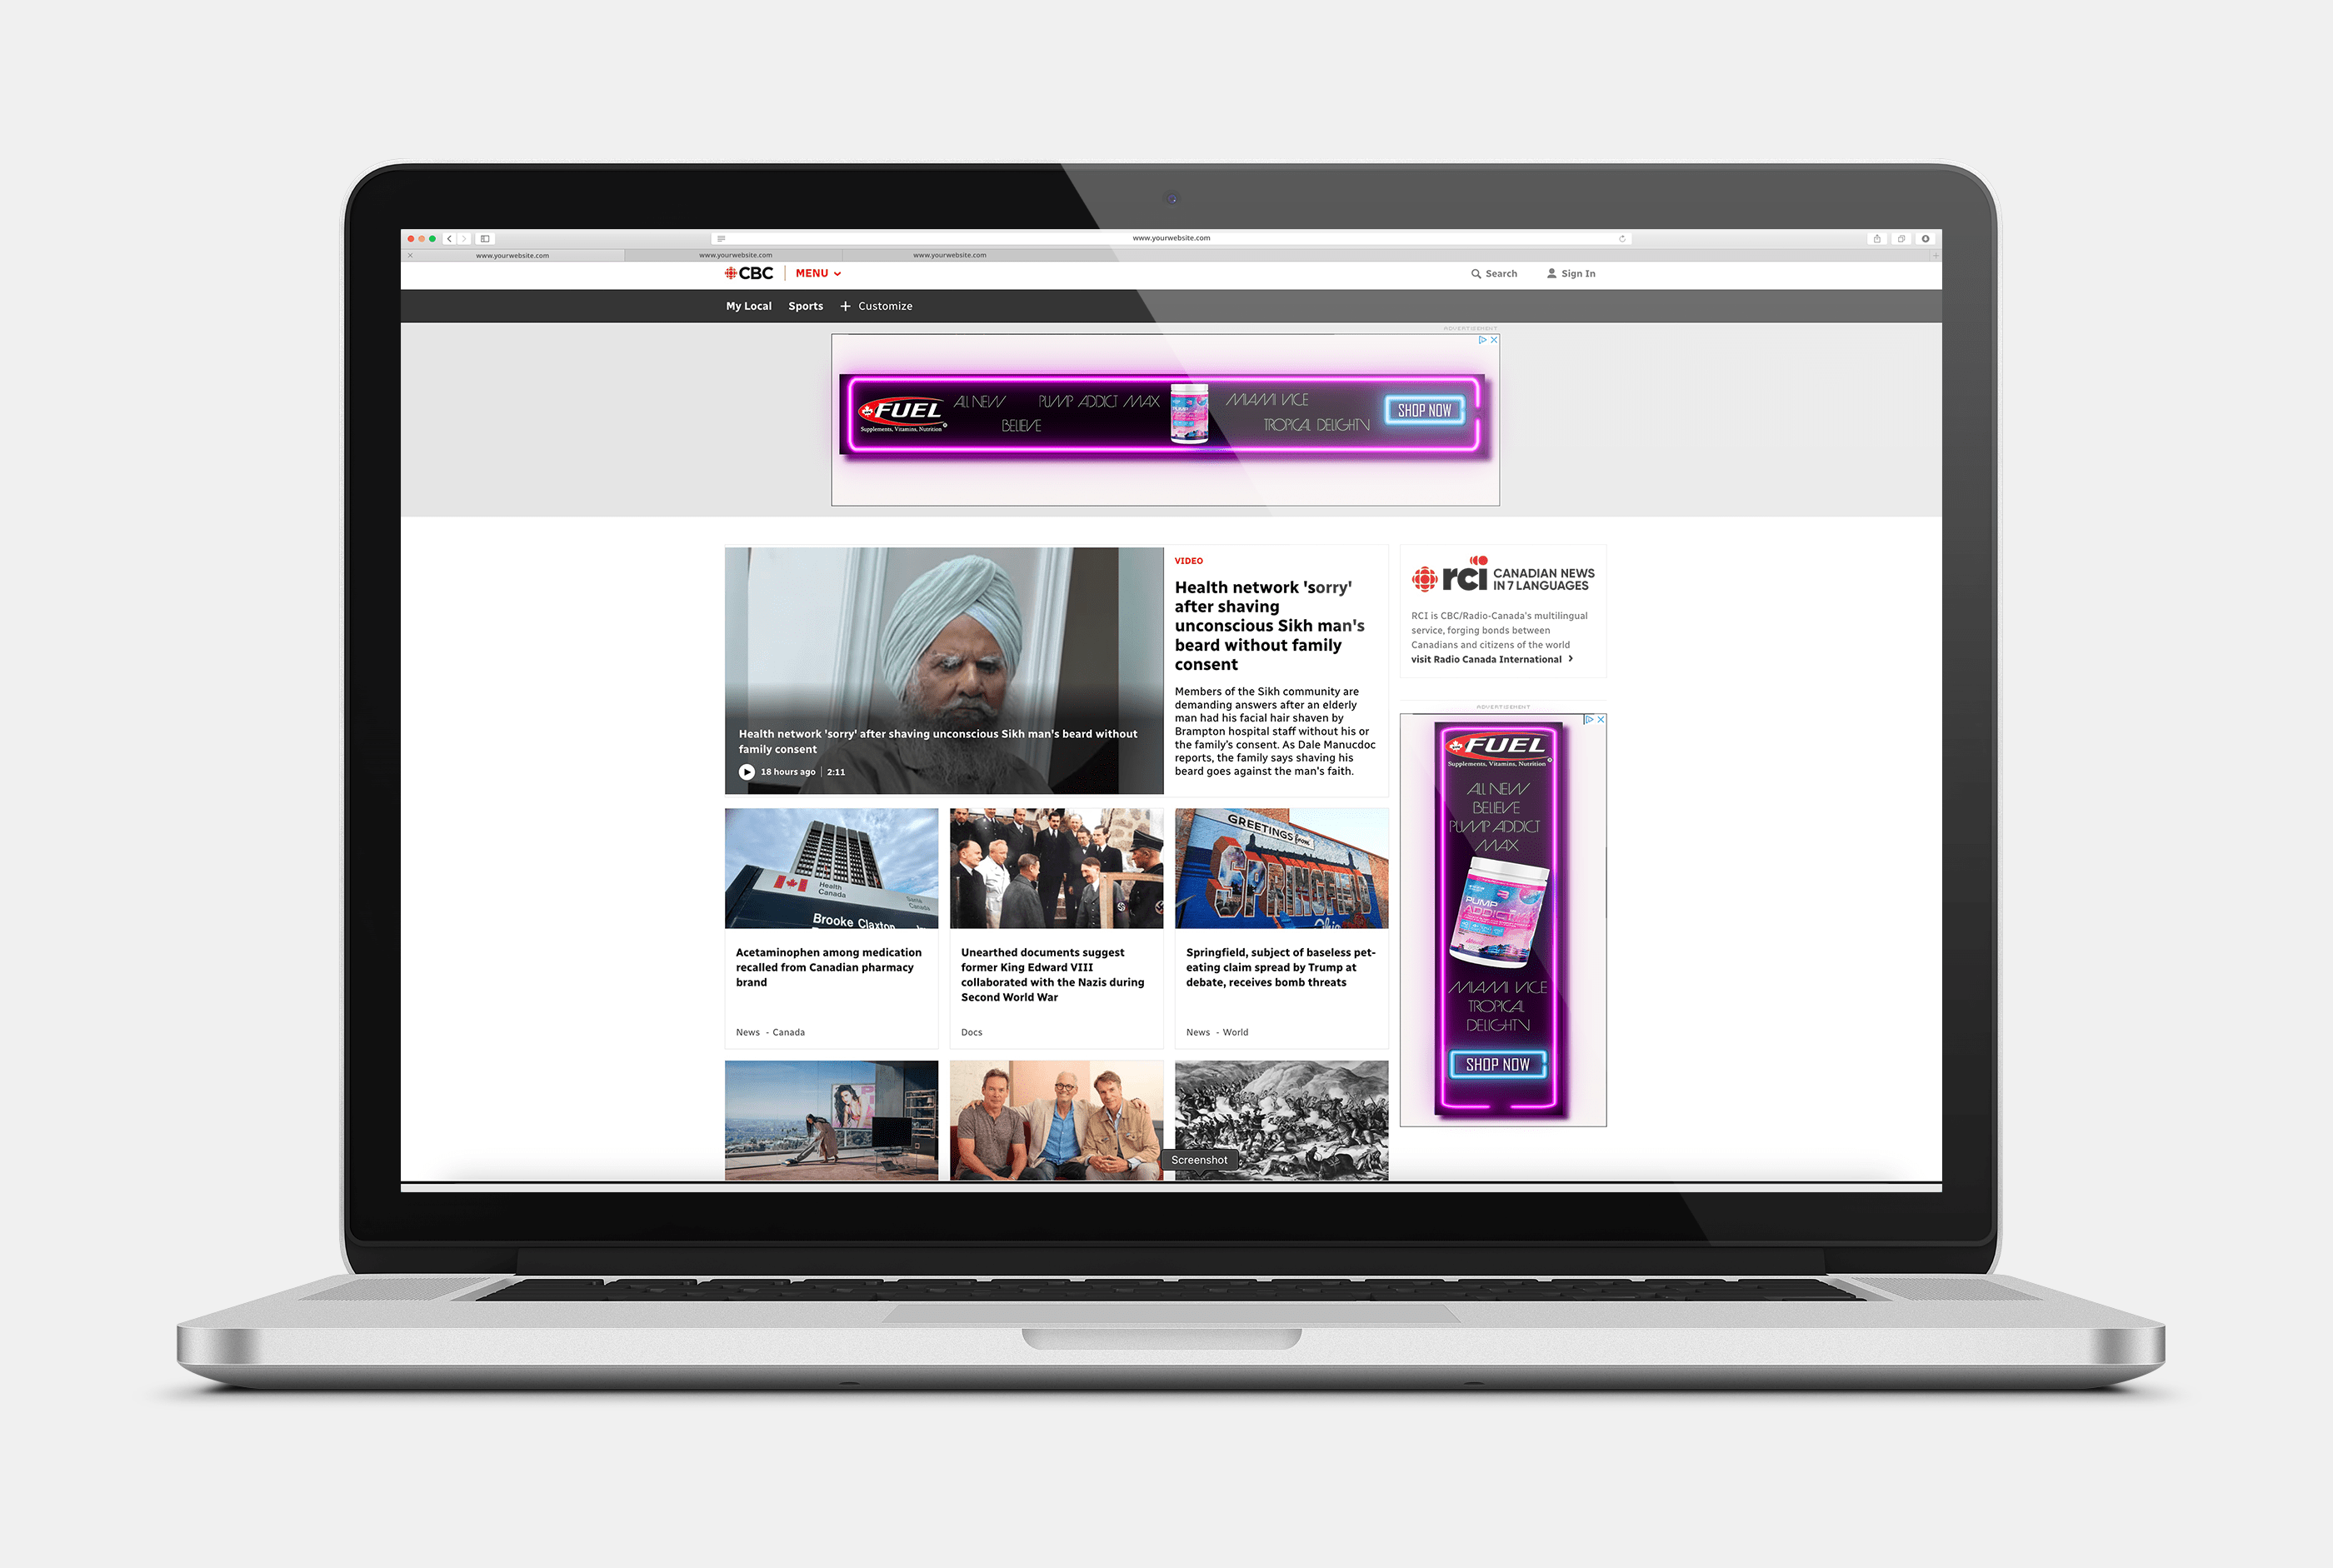 www.yourwebsite.com
www.yourwebsite.com
www.yourwebsite.com
www.yourwebsite.com
CBC
MENU
Search
Sign In
My Local
Sports
+ Customize
ADVERTISEMENT
FUEL
Supplements, Vitamins, Nutrition
ALL NEW
BELIEVE
PUMP ADDICT MAX
PUMP
ADDICT
MIAMI VICE
TROPICAL DELIGHTV
SHOP NOW
Health network 'sorry' after shaving unconscious Sikh man's beard without
family consent
18 hours ago | 2:11
VIDEO
Health network 'sorry'
after shaving
unconscious Sikh man's
beard without family
consent
Members of the Sikh community are
demanding answers after an elderly
man had his facial hair shaven by
Brampton hospital staff without his or
the family's consent. As Dale Manucdoc
reports, the family says shaving his
beard goes against the man's faith.
rci CANADIAN NEWS
IN 7 LANGUAGES
RCI is CBC/Radio-Canada's multilingual
service, forging bonds between
Canadians and citizens of the world
visit Radio Canada International
ADVERTISEMENT
FUEL
Supplements, Vitamins, Nutrition
ALL NEW
BELIEVE
PUMP ADDICT
MAX
PUMP
ADDICT
MIAMI VICE
TROPICAL
DELIGHTV
SHOP NOW
Health
Canada
Santé
Canada
Brooke Claxton
Acetaminophen among medication
recalled from Canadian pharmacy
brand
News - Canada
Unearthed documents suggest
former King Edward VIII
collaborated with the Nazis during
Second World War
Docs
GREETINGS FROM
SPRINGFIELD
Ohio
Springfield, subject of baseless pet-
eating claim spread by Trump at
debate, receives bomb threats
News - World
Screenshot